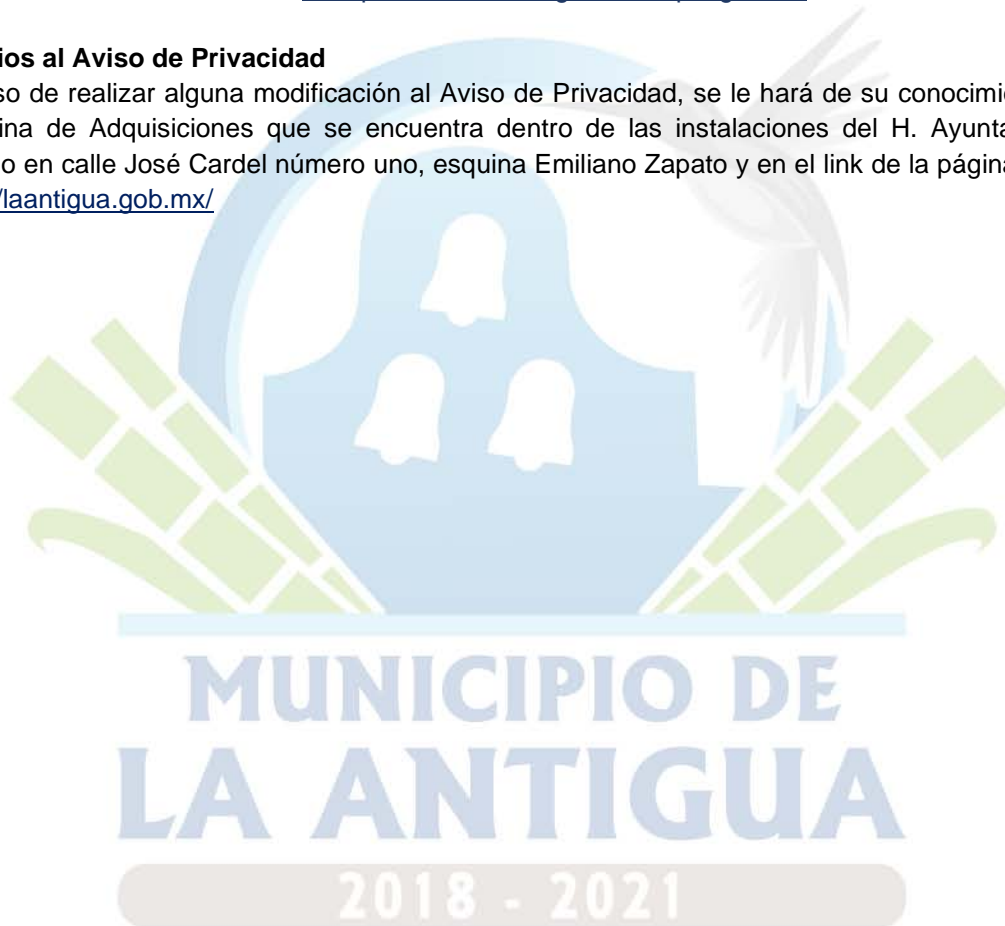 ios al Aviso de Privacidad
so de realizar alguna modificación al Aviso de Privacidad, se le hará de su conocimi
ina de Adquisiciones que se encuentra dentro de las instalaciones del H. Ayunta
o en calle José Cardel número uno, esquina Emiliano Zapato y en el link de la página
/laantigua.gob.mx/
MUNICIPIO DE
LA ANTIGUA
2018 - 2021